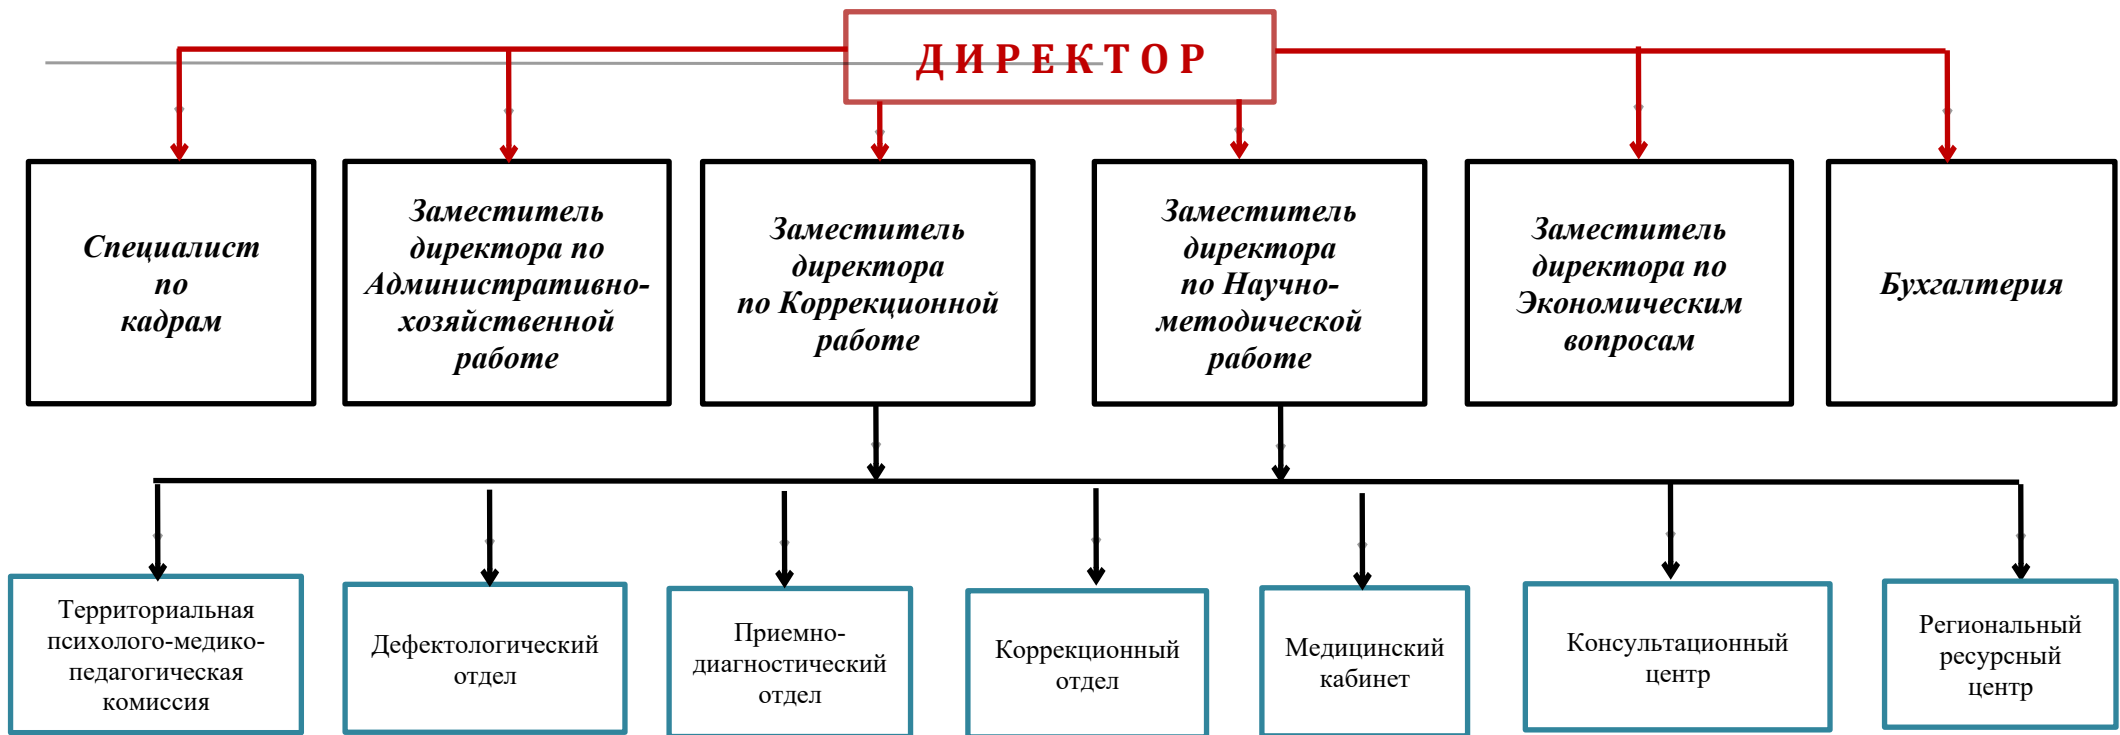 Д И Р Е К Т О Р
Специалист
по
кадрам
Заместитель
директора по
Административно-
хозяйственной
работе
Заместитель
директора
по Коррекционной
работе
Заместитель
директора
по Научно-
методической
работе
Заместитель
директора по
Экономическим
вопросам
Бухгалтерия
Территориальная
психолого-медико-
педагогическая
комиссия
Дефектологический
отдел
Приемно-
диагностический
отдел
Коррекционный
отдел
Медицинский
кабинет
Консультационный
центр
Региональный
ресурсный
центр